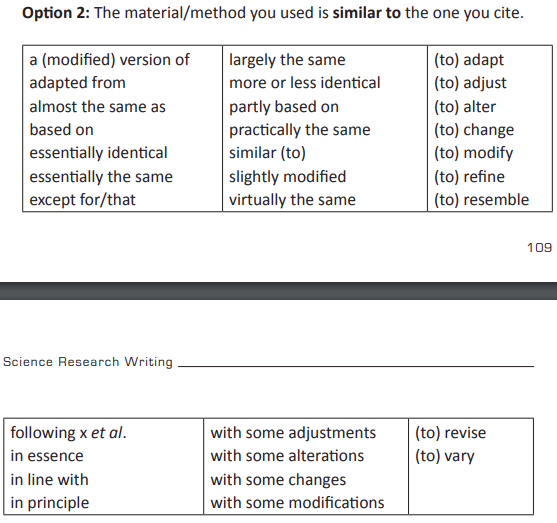 Option 2: The material/method you used is similar to the one you cite.
a (modified) version of
adapted from
almost the same as
based on
essentially identical
essentially the same
except for/that
largely the same
more or less identical
partly based on
practically the same
similar (to)
slightly modified
virtually the same
(to) adapt
(to) adjust
(to) alter
(to) change
(to) modify
(to) refine
(to) resemble
109
Science Research Writing
following x et al.
in essence
in line with
in principle
with some adjustments
with some alterations
with some changes
with some modifications
(to) revise
(to) vary